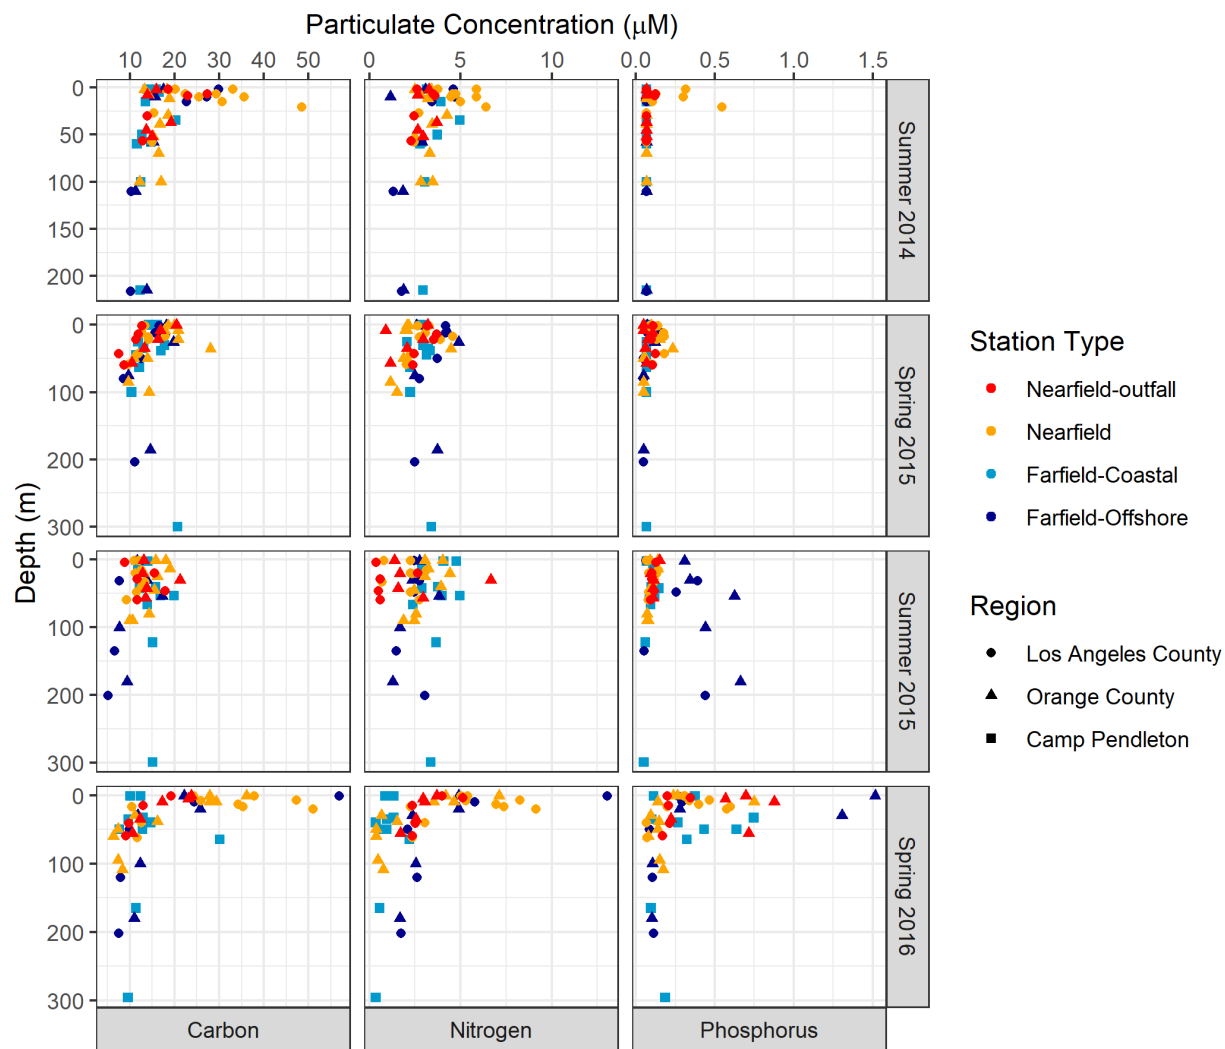 Particulate Concentration (μM)
10 20 30 40 50 0 5 10 0.0 0.5 1.0 1.5
0
50
100
150
200
Summer 2014
0
100
200
300
Spring 2015
0
100
200
300
Summer 2015
0
100
200
300
Spring 2016
Depth (m)
Carbon Nitrogen Phosphorus
Station Type
Nearfield-outfall
Nearfield
Farfield-Coastal
Farfield-Offshore
Region
Los Angeles County
Orange County
Camp Pendleton